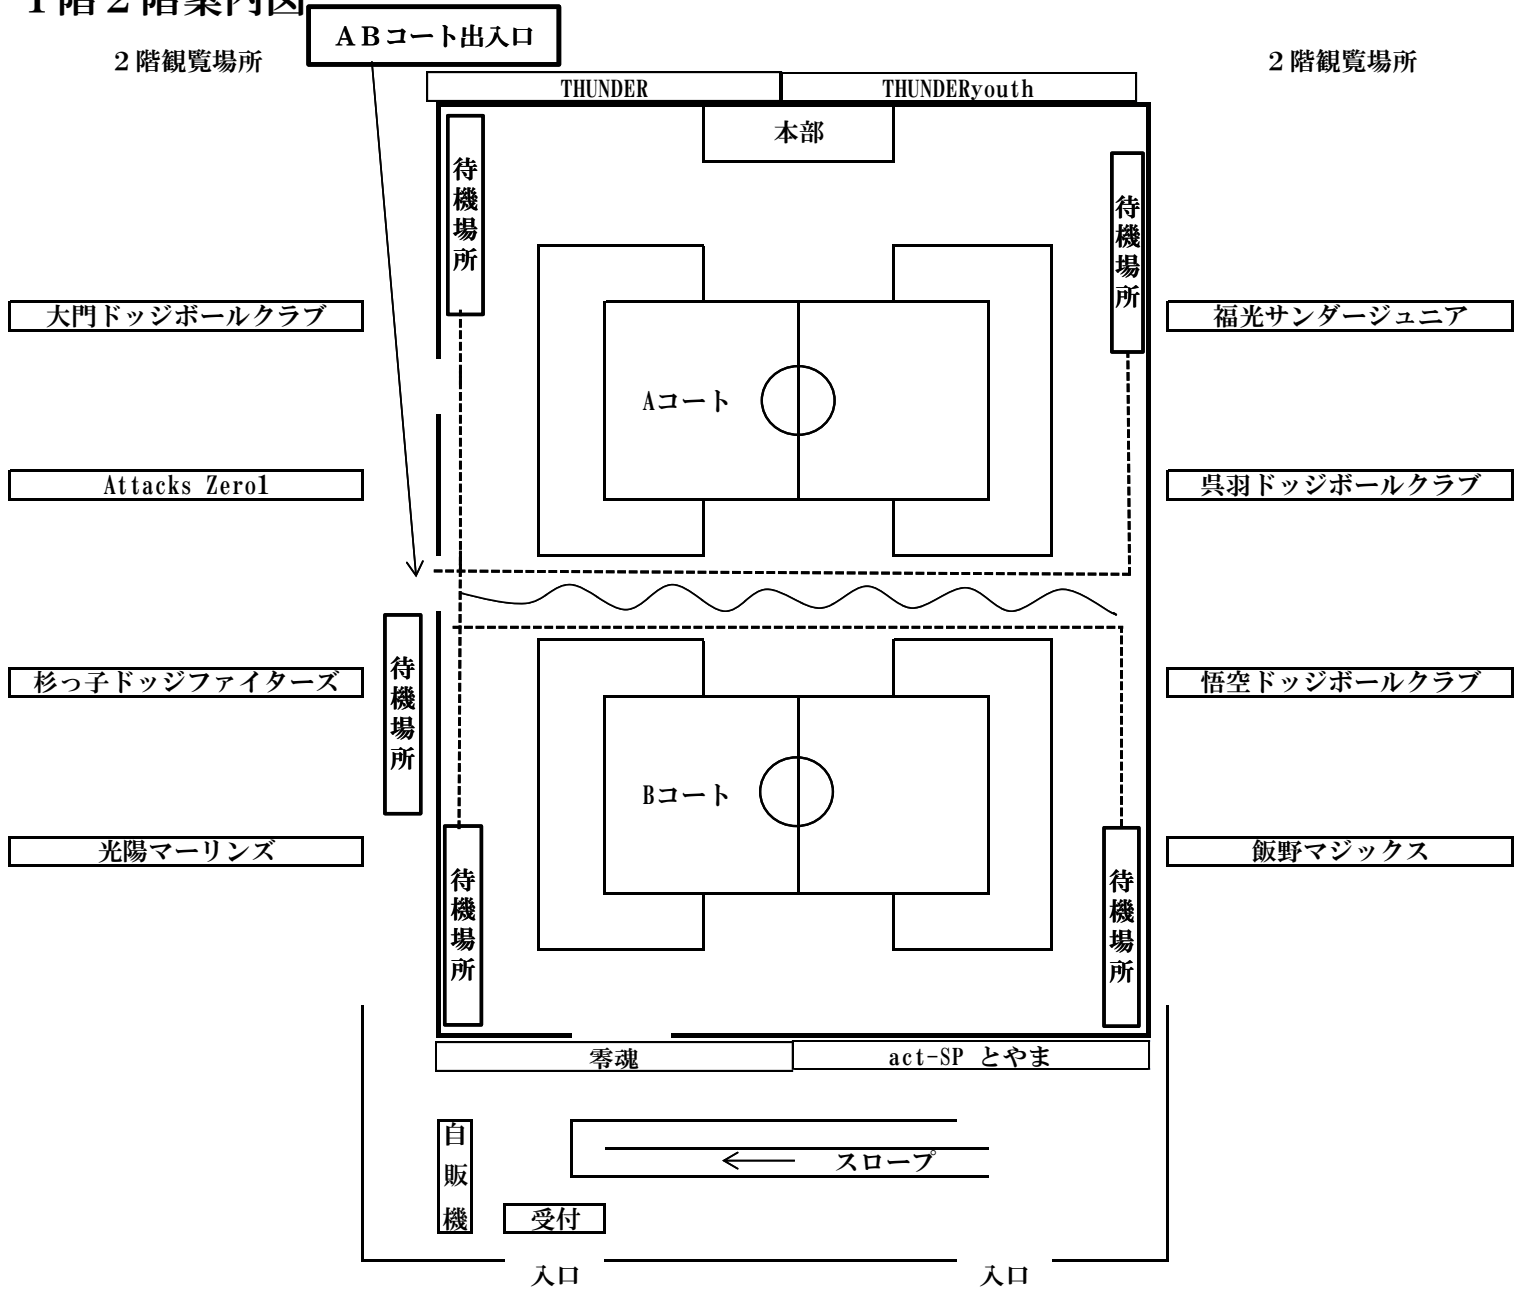 １階２階案内図
ＡＢコート出入口
２階観覧場所
２階観覧場所
THUNDER
THUNDERyouth
本部
待機場所
待機場所
大門ドッジボールクラブ
福光サンダージュニア
Aコート
Attacks Zero1
呉羽ドッジボールクラブ
待機場所
杉っ子ドッジファイターズ
悟空ドッジボールクラブ
Bコート
光陽マーリンズ
飯野マジックス
待機場所
待機場所
零魂
act-SP とやま
自販機
スロープ
受付
入口
入口